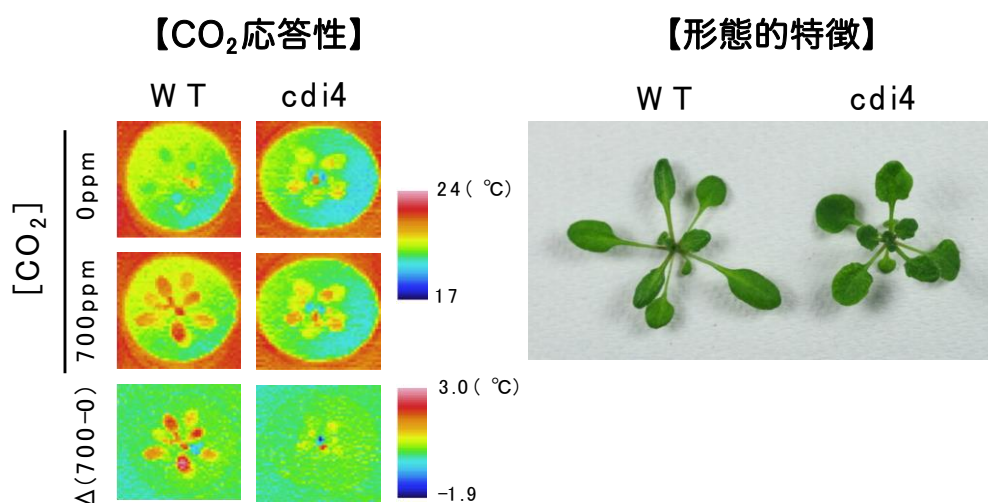 【CO₂応答性】
WT cdi4
[CO₂]
0ppm
700ppm
Δ(700-0)
24( ℃)
17
3.0( ℃)
-1.9
【形態的特徴】
WT cdi4